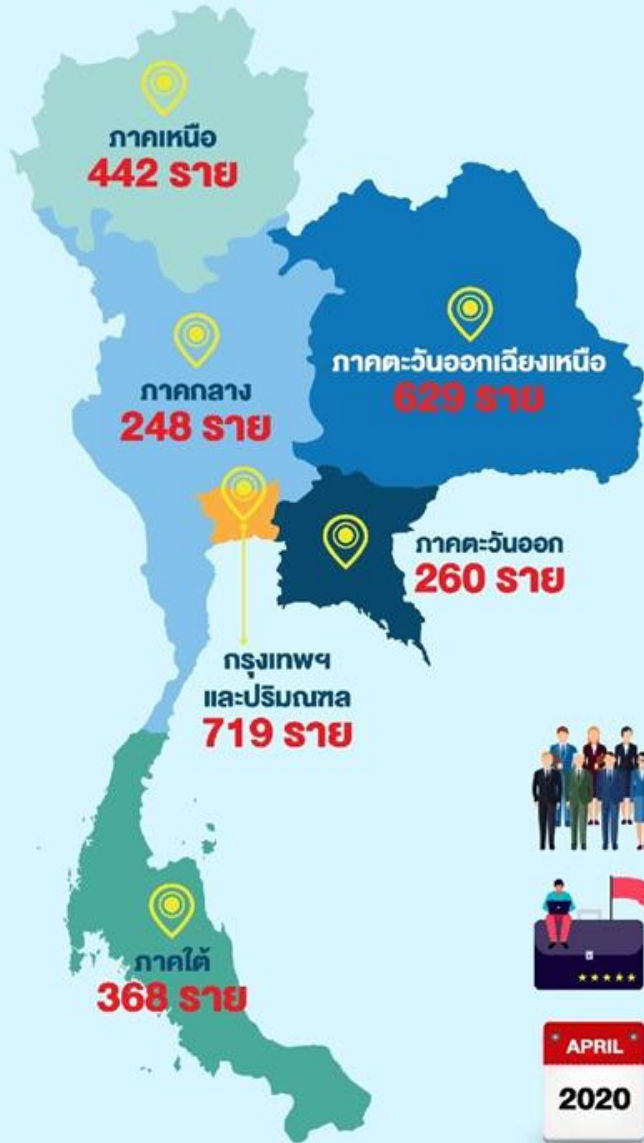 ภาคเหนือ
442 ราย
ภาคตะวันออกเฉียงเหนือ
629 ราย
ภาคกลาง
248 ราย
ภาคตะวันออก
260 ราย
กรุงเทพฯ
และปริมณฑล
719 ราย
ภาคใต้
368 ราย
APRIL
2020